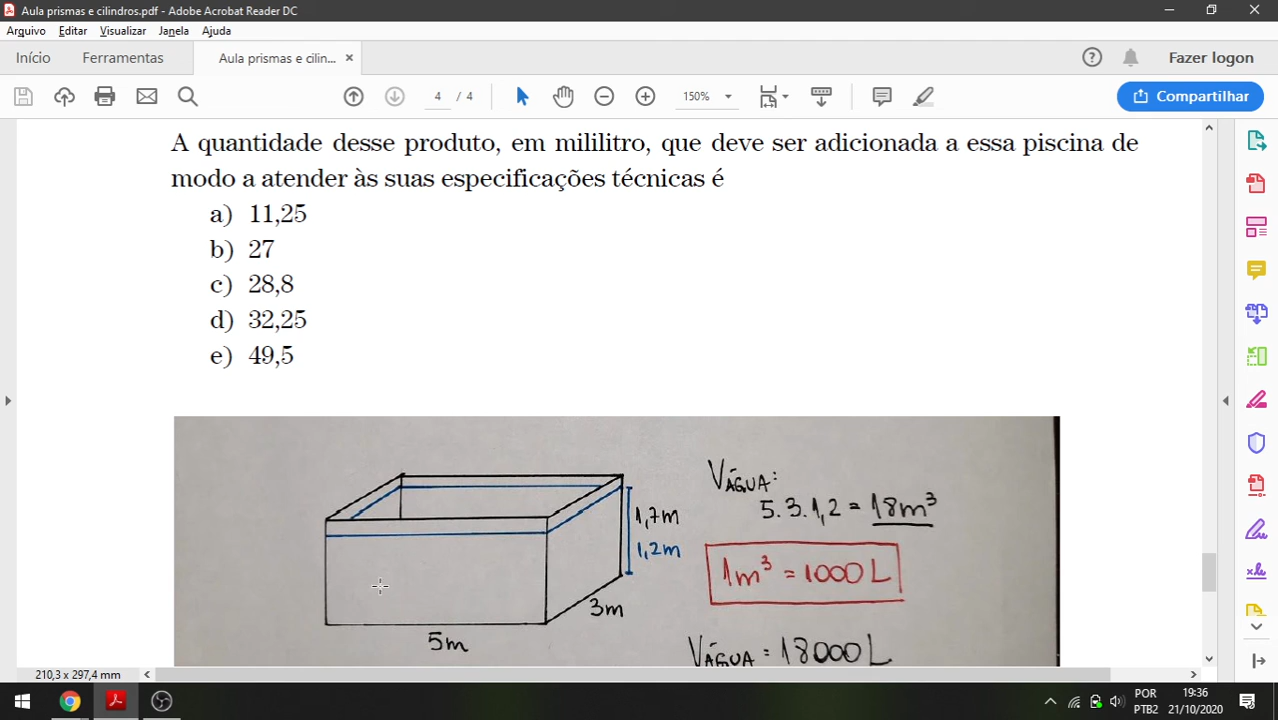 Aula prismas e cilindros.pdf - Adobe Acrobat Reader DC
Arquivo Editar Visualizar Janela Ajuda
Início Ferramentas Aula prismas e cilin... × Fazer logon
4 / 4 150% Compartilhar
A quantidade desse produto, em mililitro, que deve ser adicionada a essa piscina de
modo a atender às suas especificações técnicas é
a) 11,25
b) 27
c) 28,8
d) 32,25
e) 49,5
VÁGUA:
5.3.1,2 = 18m³
1,7m
1,2m
1m³ = 1000 L
3m
5m
VÁGUA = 18000L
210,3 x 297,4 mm
POR 19:36
PTB2 21/10/2020